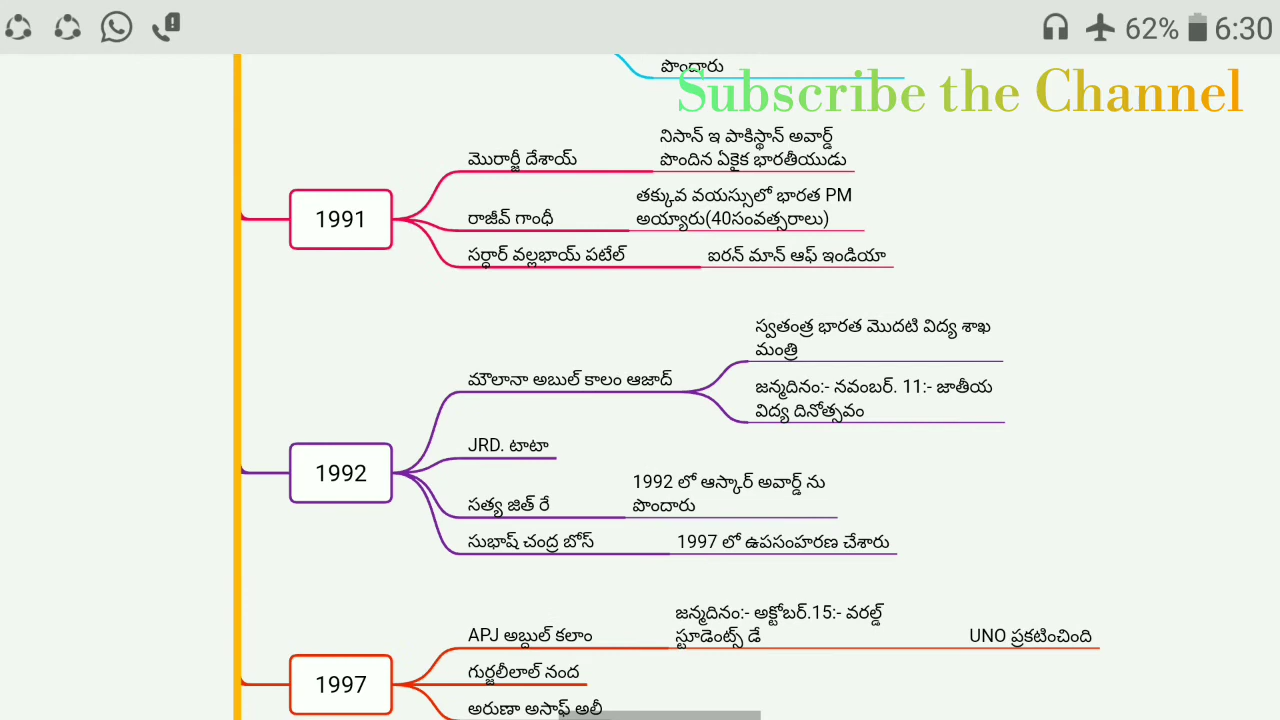 62% 6:30
పొందారు
Subscribe the Channel
నిసాన్ ఇ పాకిస్థాన్ అవార్డ్
పొందిన ఏకైక భారతీయుడు
మొరార్జీ దేశాయ్
తక్కువ వయస్సులో భారత PM
అయ్యారు(40సంవత్సరాలు)
రాజీవ్ గాంధీ
1991
సర్ధార్ వల్లభాయ్ పటేల్
ఐరన్ మాన్ ఆఫ్ ఇండియా
స్వతంత్ర భారత మొదటి విద్య శాఖ
మంత్రి
మౌలానా అబుల్ కాలం ఆజాద్
జన్మదినం:- నవంబర్. 11:- జాతీయ
విద్య దినోత్సవం
JRD. టాటా
1992
1992 లో ఆస్కార్ అవార్డ్ ను
పొందారు
సత్య జిత్ రే
సుభాష్ చంద్ర బోస్
1997 లో ఉపసంహరణ చేశారు
జన్మదినం:- అక్టోబర్.15:- వరల్డ్
స్టూడెంట్స్ డే
APJ అబ్దుల్ కలాం
UNO ప్రకటించింది
గుర్జలీలాల్ నంద
1997
అరుణా అసాఫ్ అలీ